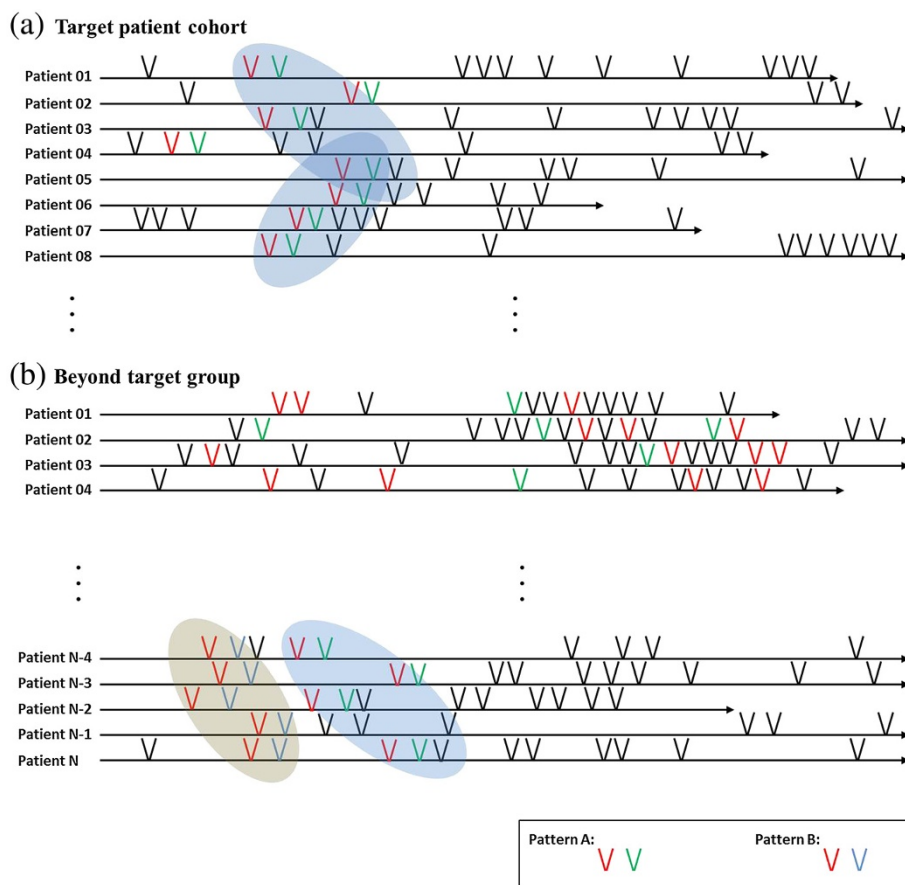 (a) Target patient cohort
Patient 01
Patient 02
Patient 03
Patient 04
Patient 05
Patient 06
Patient 07
Patient 08
(b) Beyond target group
Patient 01
Patient 02
Patient 03
Patient 04
Patient N-4
Patient N-3
Patient N-2
Patient N-1
Patient N
Pattern A: Pattern B: